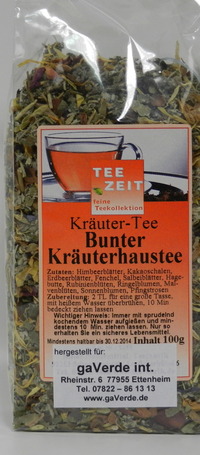 TEE
ZEIT
feine
Teekollektion
Kräuter-Tee
Bunter
Kräuterhaustee
Zutaten: Himbeerblätter, Kakaoschalen,
Erdbeerblätter, Fenchel, Salbeiblätter, Hage-
butte, Rubinienblüten, Ringelblumen, Mal-
venblüten, Sonnenblumen, Pfingstrosen
Zubereitung: 2 TL für eine große Tasse,
mit heißem Wasser überbrühen, 10 Min
bedeckt ziehen lassen
Wichtiger Hinweis: Immer mit sprudelnd
kochendem Wasser aufgießen und min-
destens 10 Min. ziehen lassen. Nur so
erhalten Sie ein sicheres Lebensmittel
Mindestens haltbar bis 30.12.2014 Inhalt 100g
hergestellt für:
gaVerde int.
Rheinstr. 6 77955 Ettenheim
Tel. 07822 – 86 13 13
www.gaVerde.de